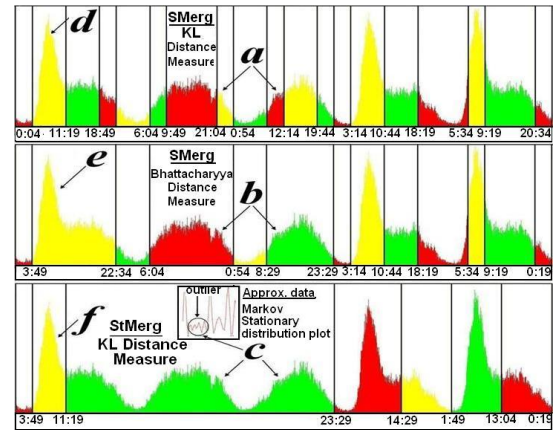 d
SMerg
KL
Distance
Measure
a
0:04 11:19 18:49 6:04 9:49 21:04 0:54 12:14 19:44 3:14 10:44 18:19 5:34 9:19 20:34
e
SMerg
Bhattacharyya
Distance
Measure
b
3:49 22:34 6:04 0:54 8:29 23:29 3:14 10:44 18:19 5:34 9:19 0:19
f
StMerg
KL Distance
Measure
outlier
Approx. data
Markov
Stationary
distribution plot
c
3:49 11:19 23:29 14:29 1:49 13:04 0:19